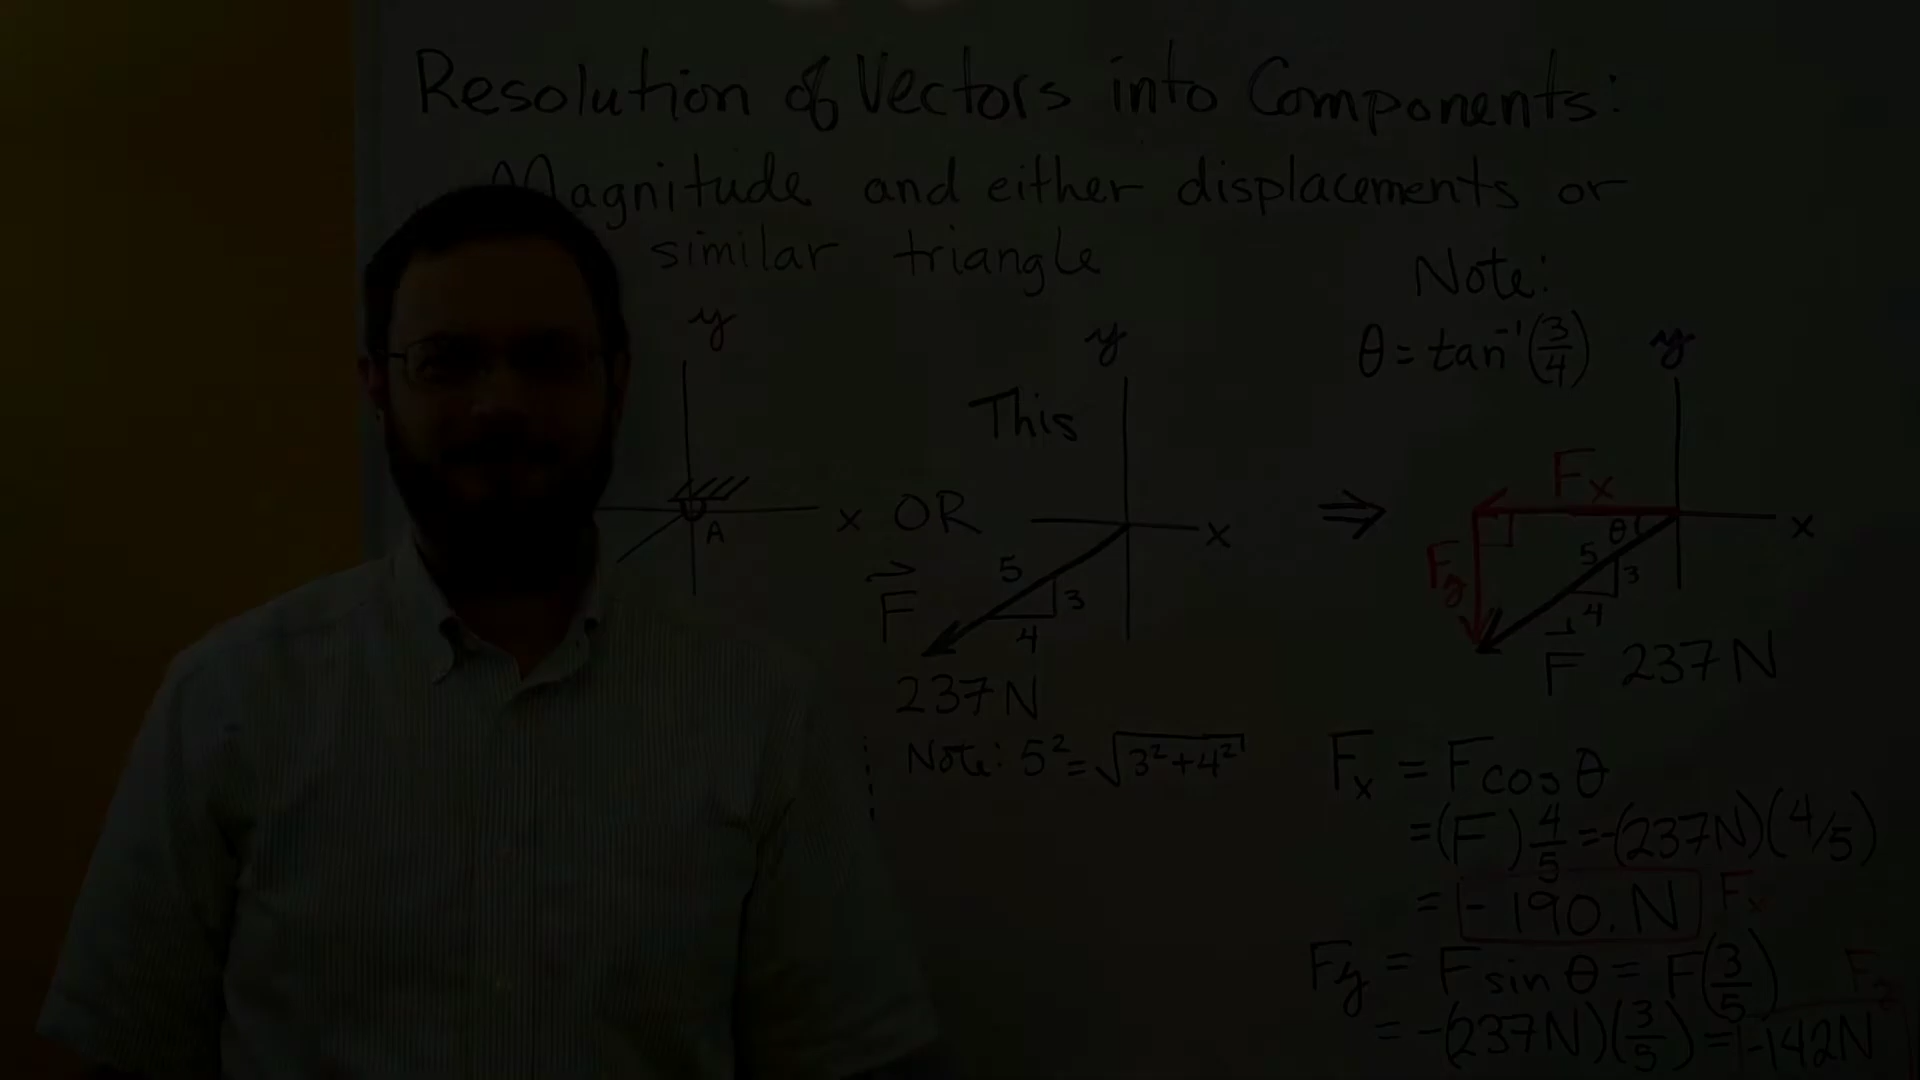 Resolution of Vectors into Components:
Magnitude and either displacements or
similar triangle
Note:
θ = tan⁻¹(3/4)
y
y
y
This
A
x
OR
x
⇒
Fx
x
θ
Fy
5
3
4
F⃗
237N
5
3
4
F⃗
237N
Note: 5² = √(3²+4²)
Fx = F cos θ
= (F) 4/5 = -(237N)(4/5)
= -190. N Fx
Fy = F sin θ = F(3/5)
= -(237N)(3/5) = -142N